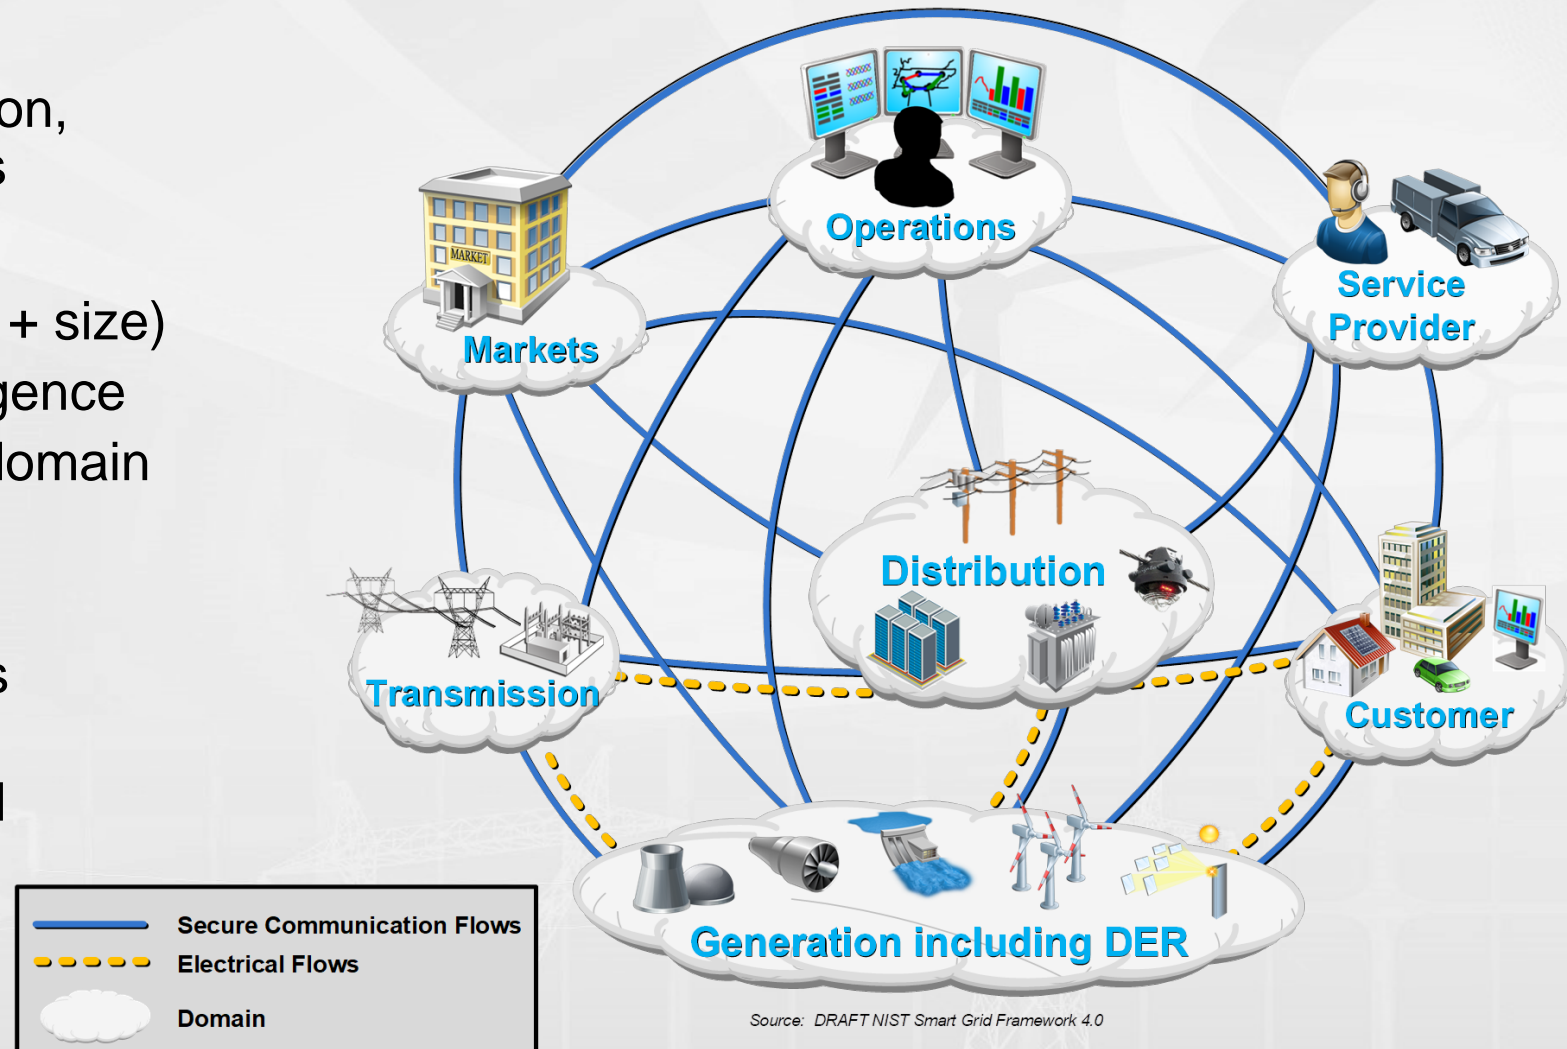 on,
s
+ size)
gence
domain
s
d
Operations
MARKET
Markets
Service
Provider
Distribution
Transmission
Customer
Generation including DER
Secure Communication Flows
Electrical Flows
Domain
Source: DRAFT NIST Smart Grid Framework 4.0